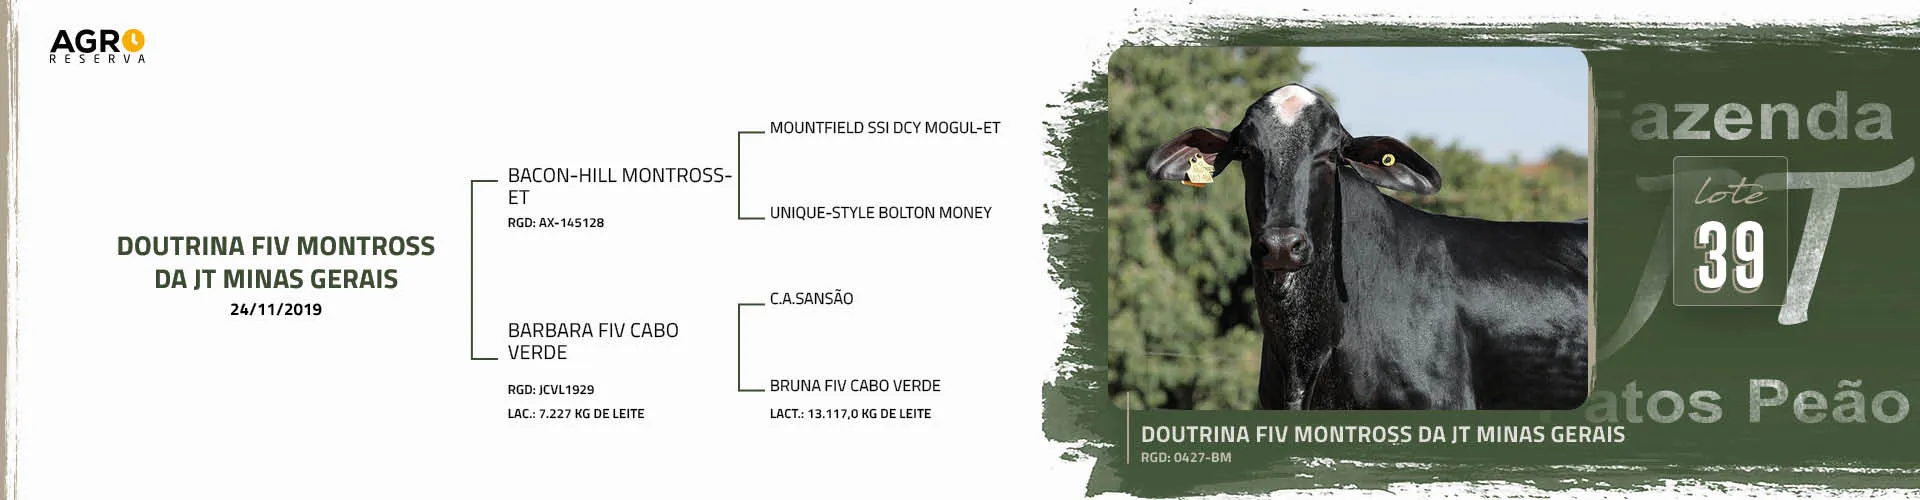 AGRO
RESERVA
DOUTRINA FIV MONTROSS
DA JT MINAS GERAIS
24/11/2019
BACON-HILL MONTROSS-
ET
RGD: AX-145128
BARBARA FIV CABO
VERDE
RGD: JCVL1929
LAC.: 7.227 KG DE LEITE
MOUNTFIELD SSI DCY MOGUL-ET
UNIQUE-STYLE BOLTON MONEY
C.A.SANSÃO
BRUNA FIV CABO VERDE
LACT.: 13.117,0 KG DE LEITE
Fazenda
JT
lote
39
Patos Peão
DOUTRINA FIV MONTROSS DA JT MINAS GERAIS
RGD: 0427-BM